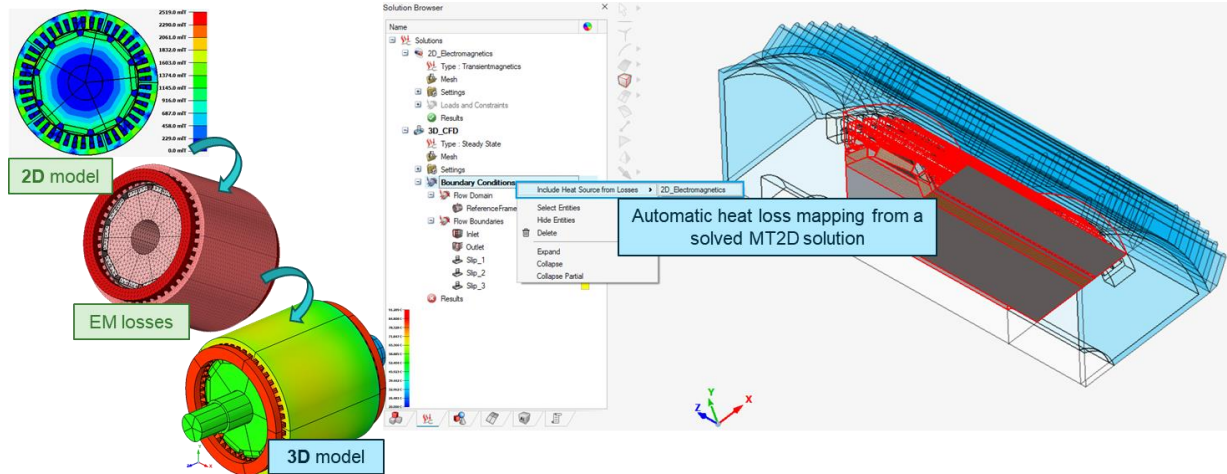 2519.0 mT
2290.0 mT
2061.0 mT
1832.0 mT
1603.0 mT
1374.0 mT
1145.0 mT
916.0 mT
687.0 mT
458.0 mT
229.0 mT
0.0 mT
2D model
EM losses
3D model
Solution Browser
Name
Solutions
2D_Electromagnetics
Type : Transientmagnetics
Mesh
Settings
Loads and Constraints
Results
3D_CFD
Type : Steady State
Mesh
Settings
Boundary Conditions
Flow Domain
ReferenceFrame
Flow Boundaries
Inlet
Outlet
Slip_1
Slip_2
Slip_3
Results
Include Heat Source from Losses
2D_Electromagnetics
Select Entities
Hide Entities
Delete
Expand
Collapse
Collapse Partial
Automatic heat loss mapping from a
solved MT2D solution
Y
Z
X